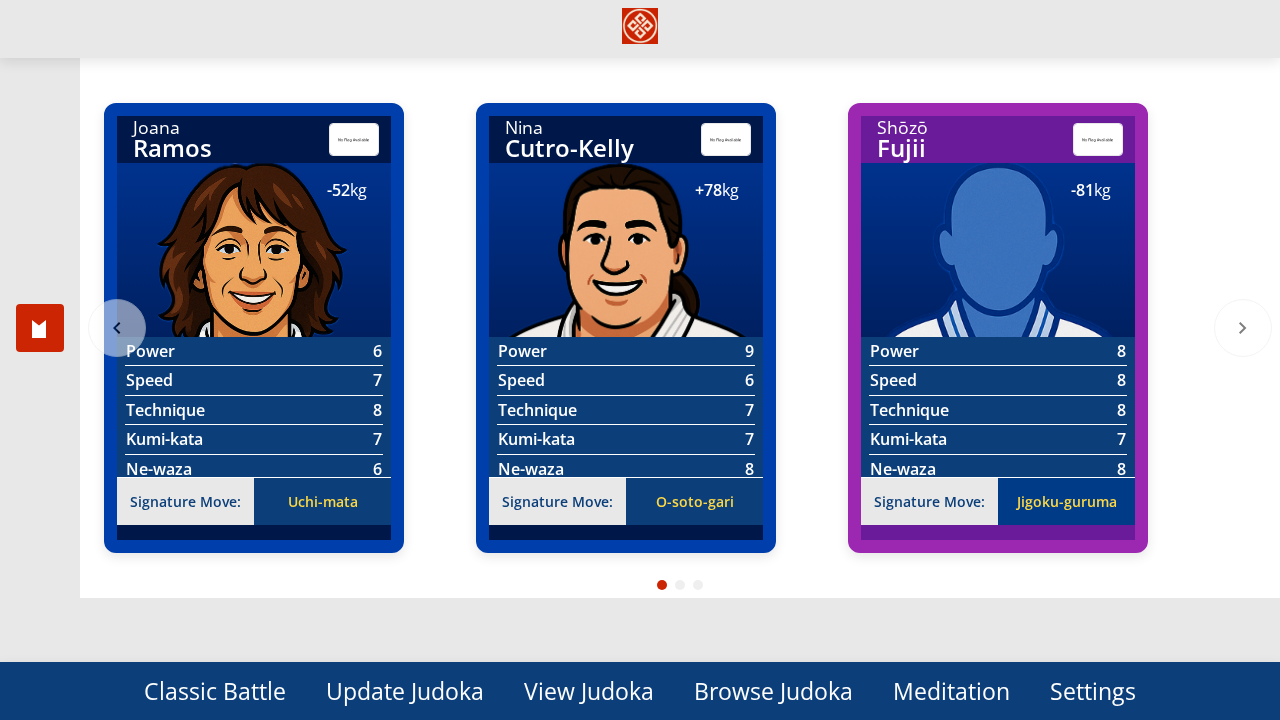 Joana
Ramos
No Flag Available
-52kg
Power 6
Speed 7
Technique 8
Kumi-kata 7
Ne-waza 6
Signature Move: Uchi-mata
Nina
Cutro-Kelly
No Flag Available
+78kg
Power 9
Speed 6
Technique 7
Kumi-kata 7
Ne-waza 8
Signature Move: O-soto-gari
Shōzō
Fujii
No Flag Available
-81kg
Power 8
Speed 8
Technique 8
Kumi-kata 7
Ne-waza 8
Signature Move: Jigoku-guruma
Classic Battle Update Judoka View Judoka Browse Judoka Meditation Settings